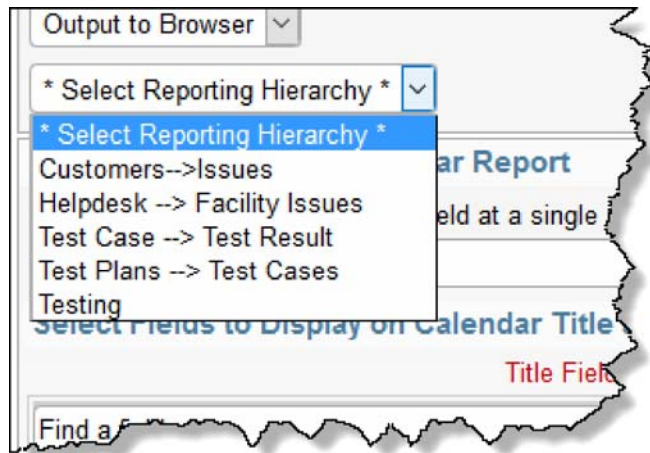 Output to Browser
* Select Reporting Hierarchy *
* Select Reporting Hierarchy *
Customers-->Issues
ar Report
Helpdesk --> Facility Issues
eld at a single
Test Case --> Test Result
Test Plans --> Test Cases
Testing
Select Fields to Display on Calendar Title
Title Field
Find a